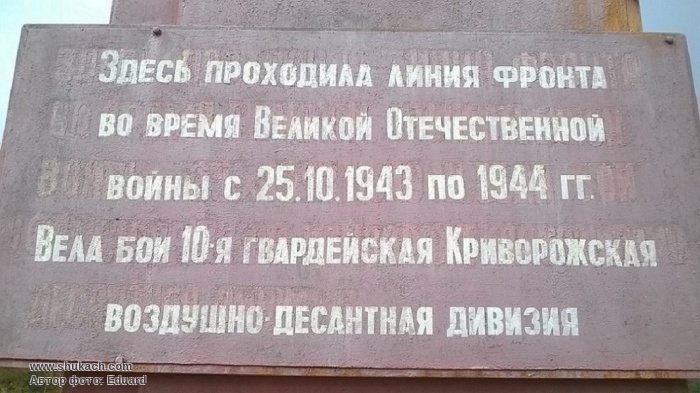 Здесь проходила линия фронта
во время Великой Отечественной
войны с 25.10.1943 по 1944 гг.
Вела бои 10-я гвардейская Криворожская
воздушно-десантная дивизия
www.shukach.com
Автор фото: Eduard